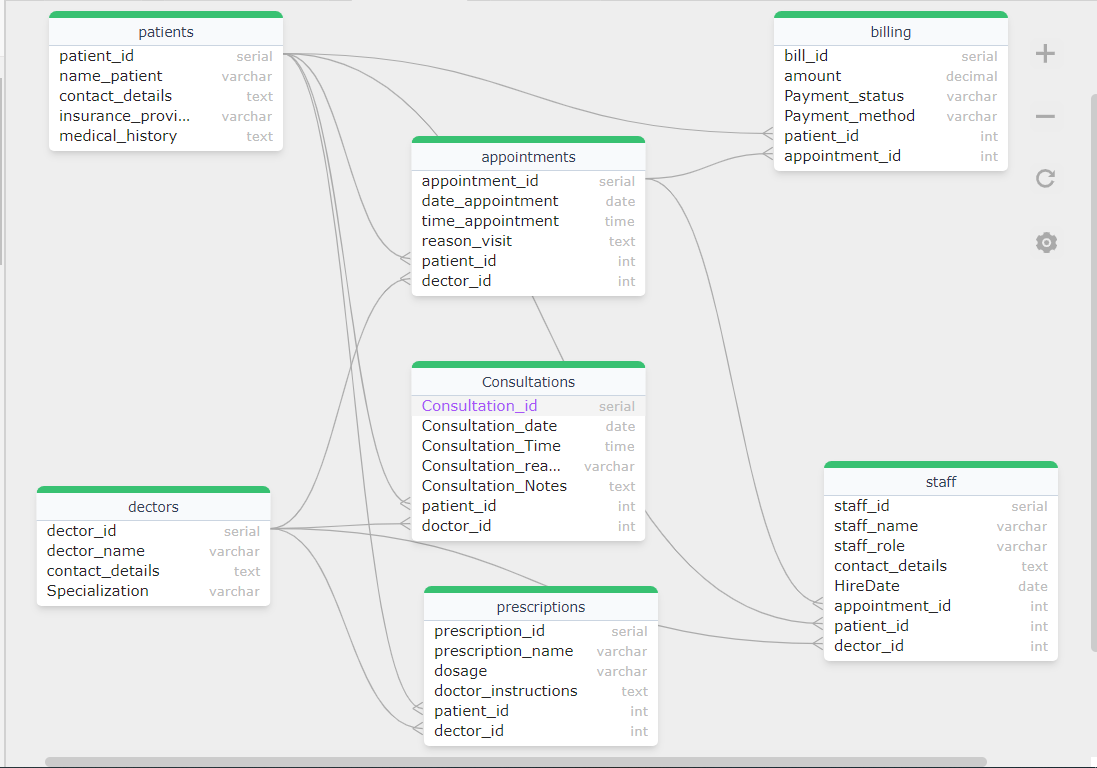 patients
patient_id serial
name_patient varchar
contact_details text
insurance_provi... varchar
medical_history text
billing
bill_id serial
amount decimal
Payment_status varchar
Payment_method varchar
patient_id int
appointment_id int
appointments
appointment_id serial
date_appointment date
time_appointment time
reason_visit text
patient_id int
dector_id int
Consultations
Consultation_id serial
Consultation_date date
Consultation_Time time
Consultation_rea... varchar
Consultation_Notes text
patient_id int
doctor_id int
dectors
dector_id serial
dector_name varchar
contact_details text
Specialization varchar
staff
staff_id serial
staff_name varchar
staff_role varchar
contact_details text
HireDate date
appointment_id int
patient_id int
dector_id int
prescriptions
prescription_id serial
prescription_name varchar
dosage varchar
doctor_instructions text
patient_id int
dector_id int